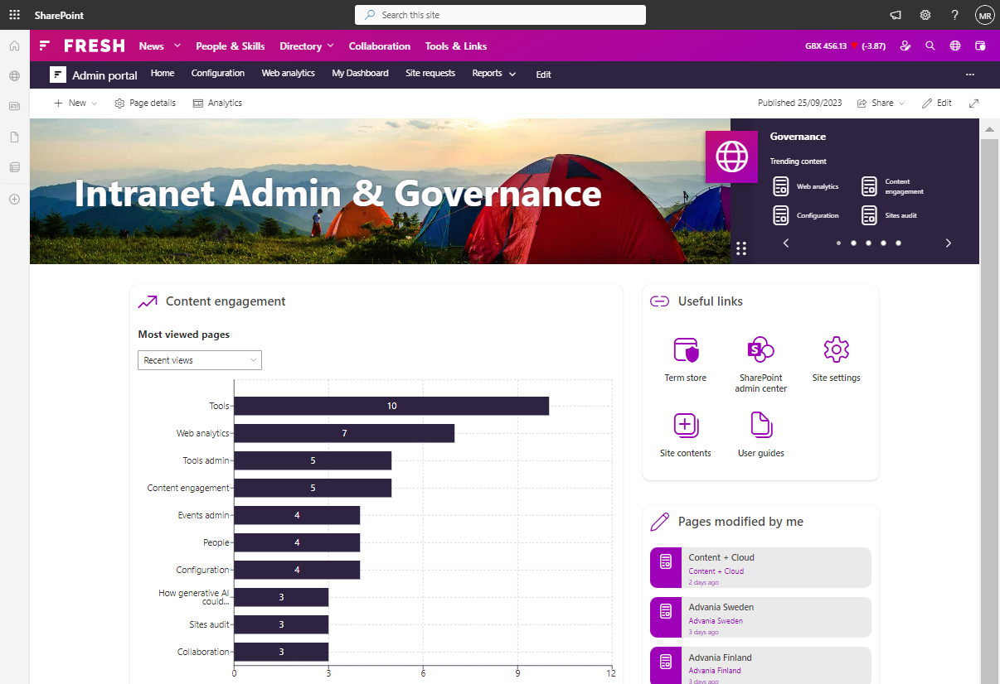 SharePoint
Search this site
?
MR
FRESH
News
People & Skills
Directory
Collaboration
Tools & Links
GBX 456.13 (-3.87)
Admin portal
Home
Configuration
Web analytics
My Dashboard
Site requests
Reports
Edit
...
New
Page details
Analytics
Published 25/09/2023
Share
Edit
Intranet Admin & Governance
Governance
Trending content
Web analytics
Content
engagement
Configuration
Sites audit
Content engagement
Most viewed pages
Recent views
Tools 10
Web analytics 7
Tools admin 5
Content engagement 5
Events admin 4
People 4
Configuration 4
How generative AI
could... 3
Sites audit 3
Collaboration 3
0 3 6 9 12
Useful links
Term store
SharePoint
admin center
Site settings
Site contents
User guides
Pages modified by me
Content + Cloud
Content + Cloud
2 days ago
Advania Sweden
Advania Sweden
3 days ago
Advania Finland
Advania Finland
3 days ago